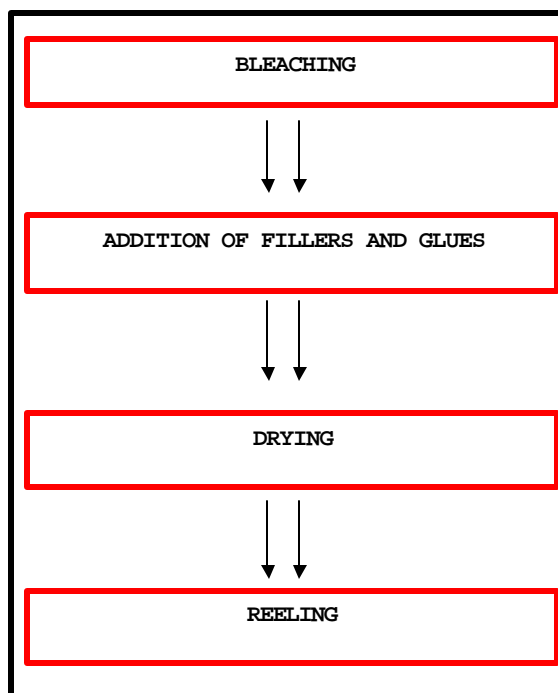 BLEACHING
ADDITION OF FILLERS AND GLUES
DRYING
REELING